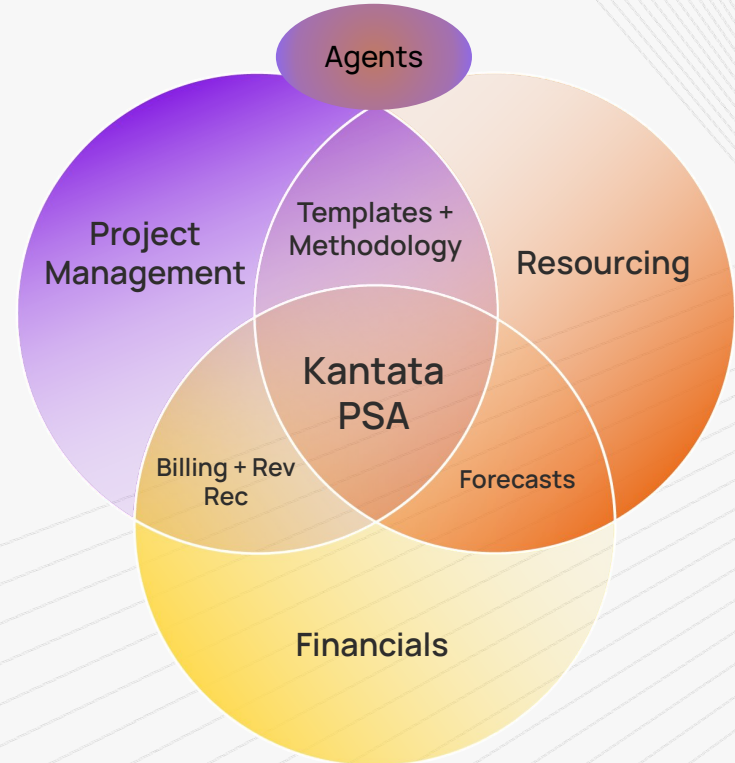 Agents
Project
Management
Templates +
Methodology
Resourcing
Kantata
PSA
Billing + Rev
Rec
Forecasts
Financials